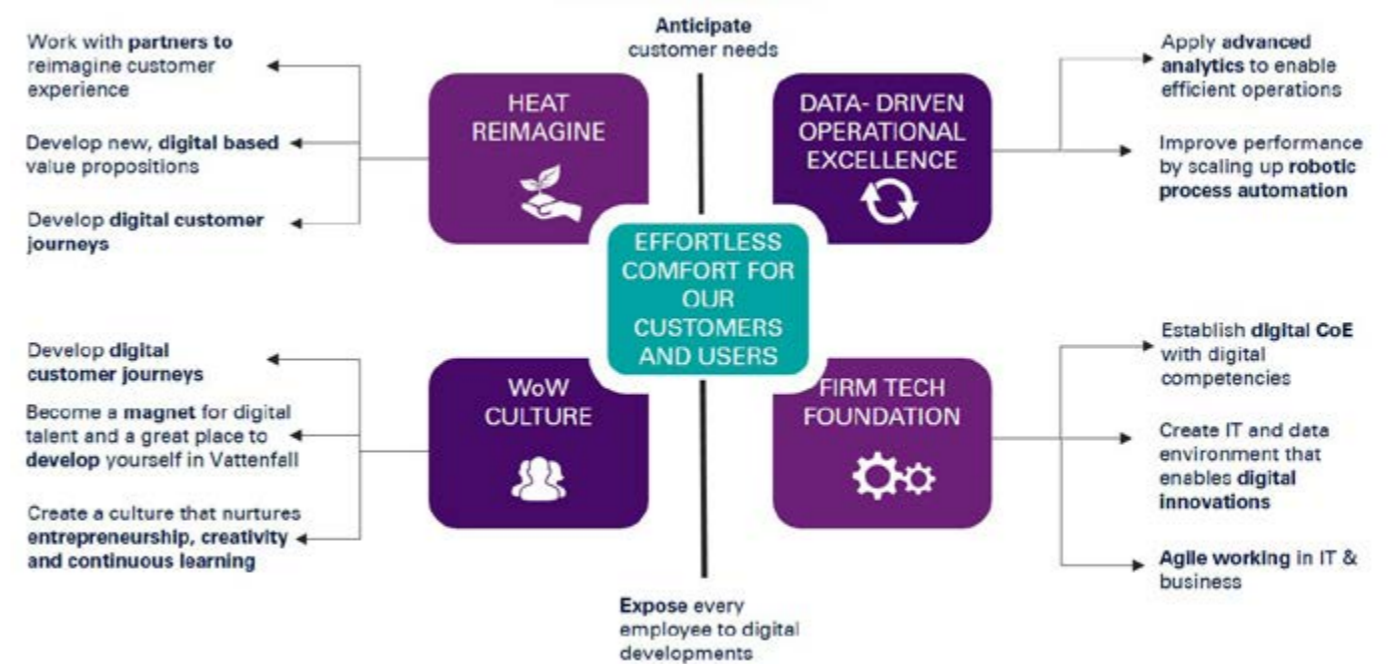 Anticipate
customer needs
Work with partners to
reimagine customer
experience
Develop new, digital based
value propositions
Develop digital customer
journeys
HEAT
REIMAGINE
DATA- DRIVEN
OPERATIONAL
EXCELLENCE
Apply advanced
analytics to enable
efficient operations
Improve performance
by scaling up robotic
process automation
EFFORTLESS
COMFORT FOR
OUR
CUSTOMERS
AND USERS
Develop digital
customer journeys
Become a magnet for digital
talent and a great place to
develop yourself in Vattenfall
Create a culture that nurtures
entrepreneurship, creativity
and continuous learning
WoW
CULTURE
FIRM TECH
FOUNDATION
Establish digital CoE
with digital
competencies
Create IT and data
environment that
enables digital
innovations
Agile working in IT &
business
Expose every
employee to digital
developments